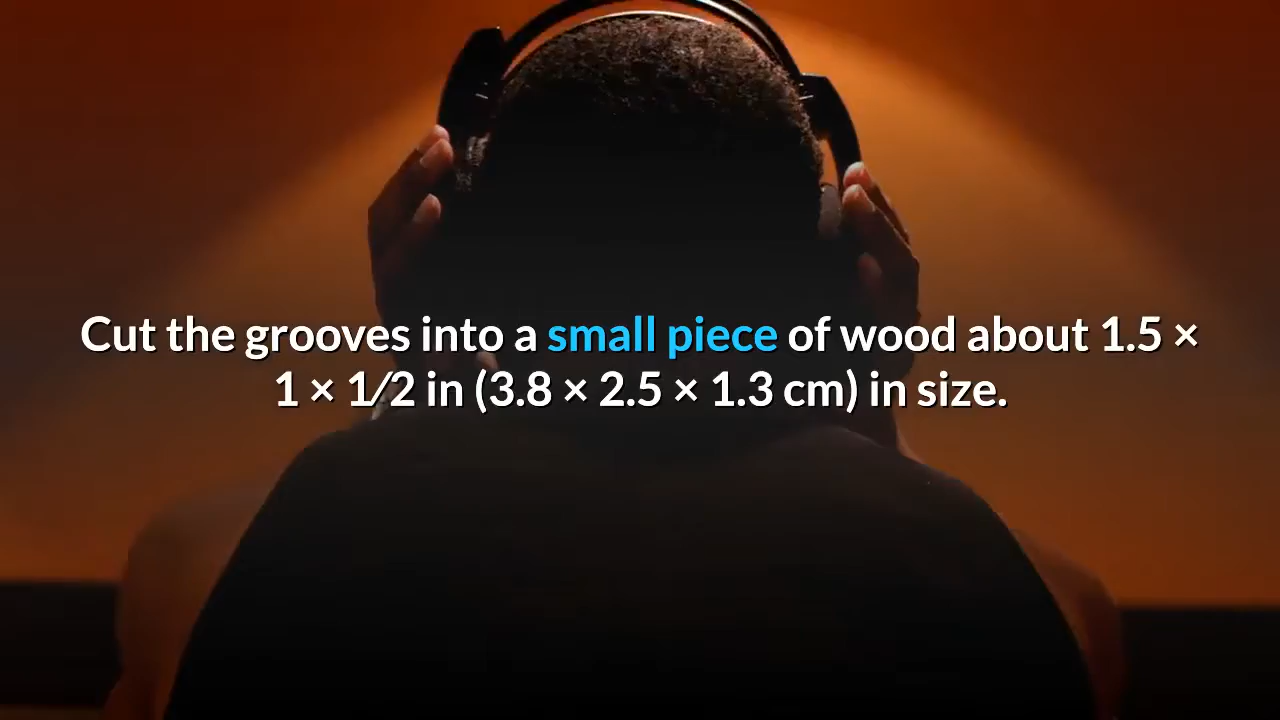 Cut the grooves into a small piece of wood about 1.5 ×
1 × 1⁄2 in (3.8 × 2.5 × 1.3 cm) in size.